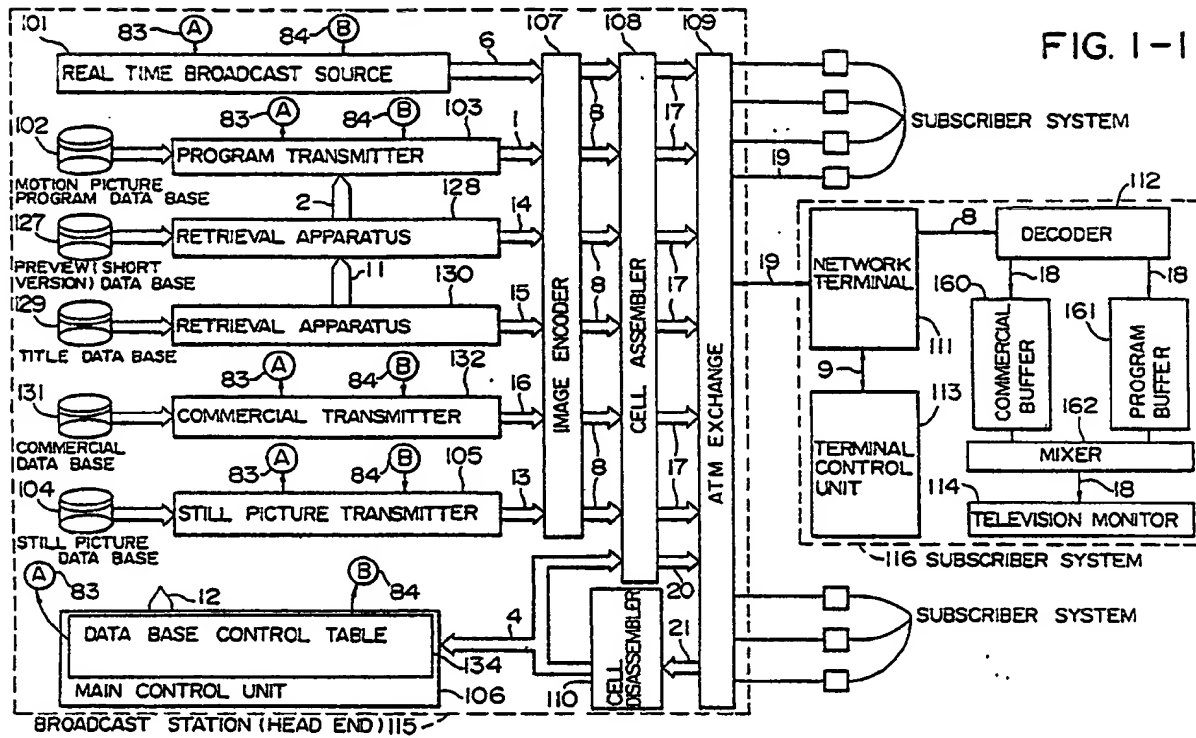 FIG. 1-1
101
83
A
84
B
6
107
108
109
REAL TIME BROADCAST SOURCE
8
17
102
83
A
84
B
103
1
PROGRAM TRANSMITTER
8
17
MOTION PICTURE
PROGRAM DATA BASE
2
128
127
14
RETRIEVAL APPARATUS
8
17
PREVIEW (SHORT
VERSION) DATA BASE
11
130
129
15
RETRIEVAL APPARATUS
8
17
TITLE DATA BASE
83
A
84
B
132
131
16
COMMERCIAL TRANSMITTER
8
17
COMMERCIAL
DATA BASE
83
A
84
B
105
104
13
STILL PICTURE TRANSMITTER
8
17
STILL PICTURE
DATA BASE
IMAGE ENCODER
CELL ASSEMBLER
ATM EXCHANGE
A
83
12
B
84
DATA BASE CONTROL TABLE
134
MAIN CONTROL UNIT
106
4
20
21
110
CELL
DISASSEMBLER
BROADCAST STATION (HEAD END) 115
SUBSCRIBER SYSTEM
19
19
112
8
DECODER
NETWORK
TERMINAL
111
18
18
160
161
COMMERCIAL
BUFFER
PROGRAM
BUFFER
9
113
TERMINAL CONTROL
UNIT
162
MIXER
18
114
TELEVISION MONITOR
116 SUBSCRIBER SYSTEM
SUBSCRIBER SYSTEM